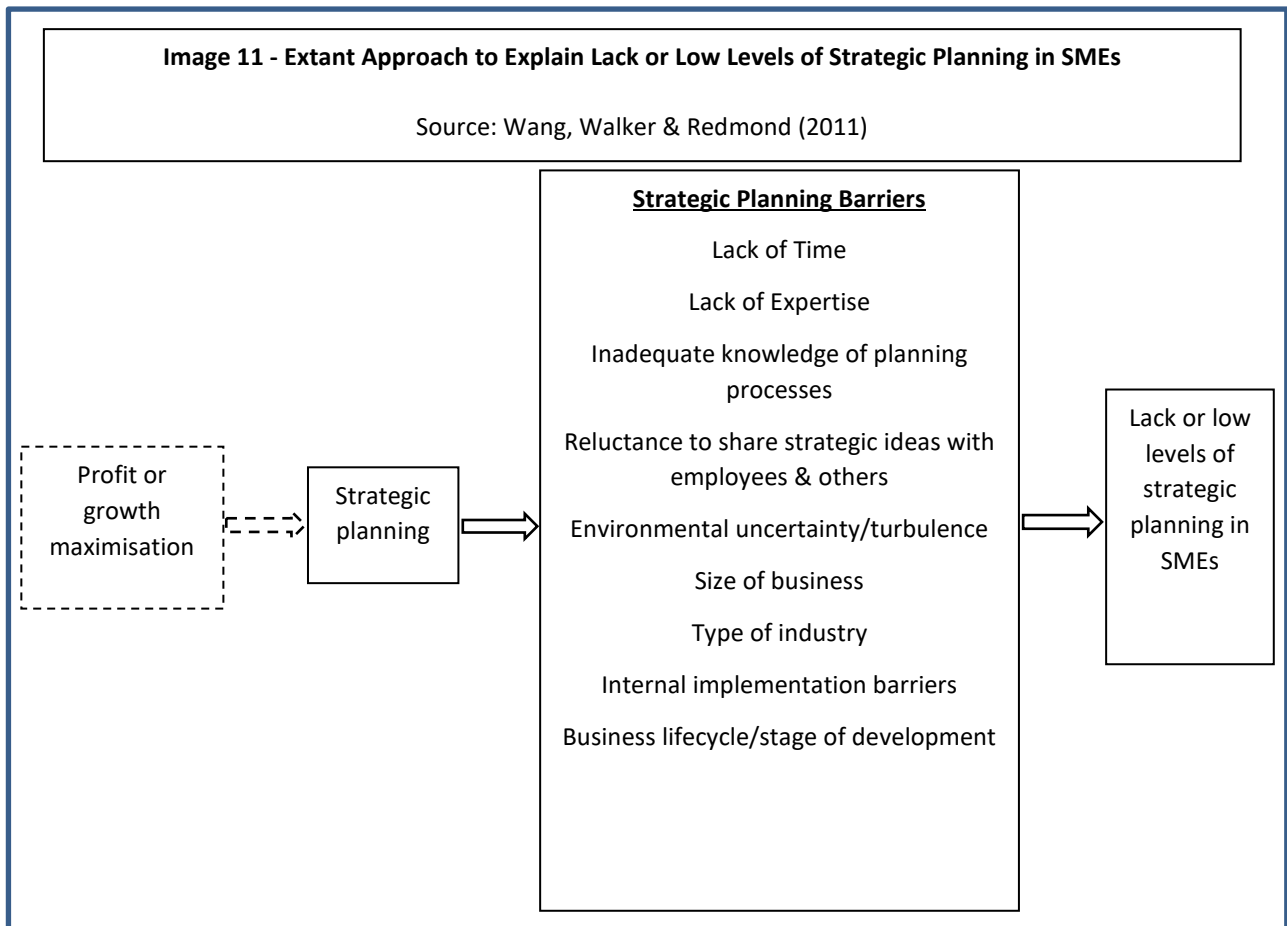 Image 11 - Extant Approach to Explain Lack or Low Levels of Strategic Planning in SMEs
Source: Wang, Walker & Redmond (2011)
Profit or
growth
maximisation
Strategic
planning
Strategic Planning Barriers
Lack of Time
Lack of Expertise
Inadequate knowledge of planning
processes
Reluctance to share strategic ideas with
employees & others
Environmental uncertainty/turbulence
Size of business
Type of industry
Internal implementation barriers
Business lifecycle/stage of development
Lack or low
levels of
strategic
planning in
SMEs